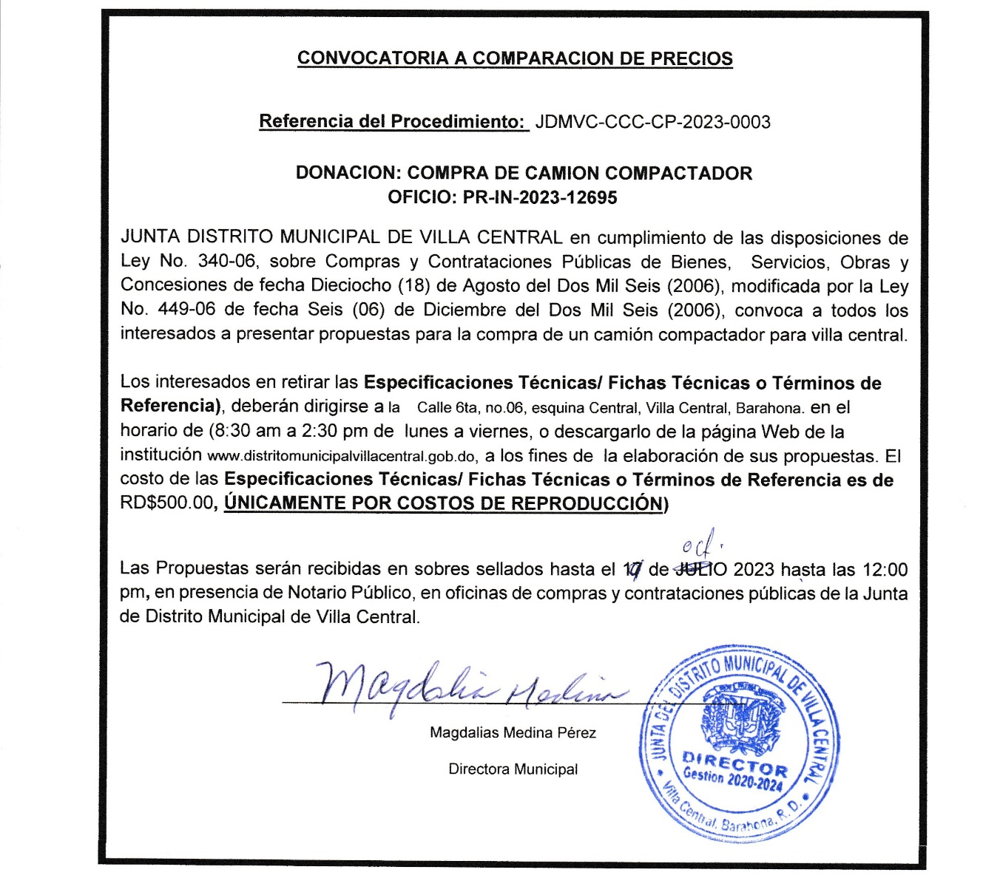 CONVOCATORIA A COMPARACION DE PRECIOS
Referencia del Procedimiento: JDMVC-CCC-CP-2023-0003
DONACION: COMPRA DE CAMION COMPACTADOR
OFICIO: PR-IN-2023-12695
JUNTA DISTRITO MUNICIPAL DE VILLA CENTRAL en cumplimiento de las disposiciones de
Ley No. 340-06, sobre Compras y Contrataciones Públicas de Bienes, Servicios, Obras y
Concesiones de fecha Dieciocho (18) de Agosto del Dos Mil Seis (2006), modificada por la Ley
No. 449-06 de fecha Seis (06) de Diciembre del Dos Mil Seis (2006), convoca a todos los
interesados a presentar propuestas para la compra de un camión compactador para villa central.
Los interesados en retirar las Especificaciones Técnicas/ Fichas Técnicas o Términos de
Referencia), deberán dirigirse a la Calle 6ta, no.06, esquina Central, Villa Central, Barahona. en el
horario de (8:30 am a 2:30 pm de lunes a viernes, o descargarlo de la página Web de la
institución www.distritomunicipalvillacentral.gob.do, a los fines de la elaboración de sus propuestas. El
costo de las Especificaciones Técnicas/ Fichas Técnicas o Términos de Referencia es de
RD$500.00, ÚNICAMENTE POR COSTOS DE REPRODUCCIÓN)
oct.
Las Propuestas serán recibidas en sobres sellados hasta el de JULIO 2023 hasta las 12:00
pm, en presencia de Notario Público, en oficinas de compras y contrataciones públicas de la Junta
de Distrito Municipal de Villa Central.
Magdalia Medina
Magdalias Medina Pérez
Directora Municipal
JUNTA DEL DISTRITO MUNICIPAL DE VILLA CENTRAL
DIRECTOR
Gestion 2020-2024
Villa Central, Barahona, R. D.